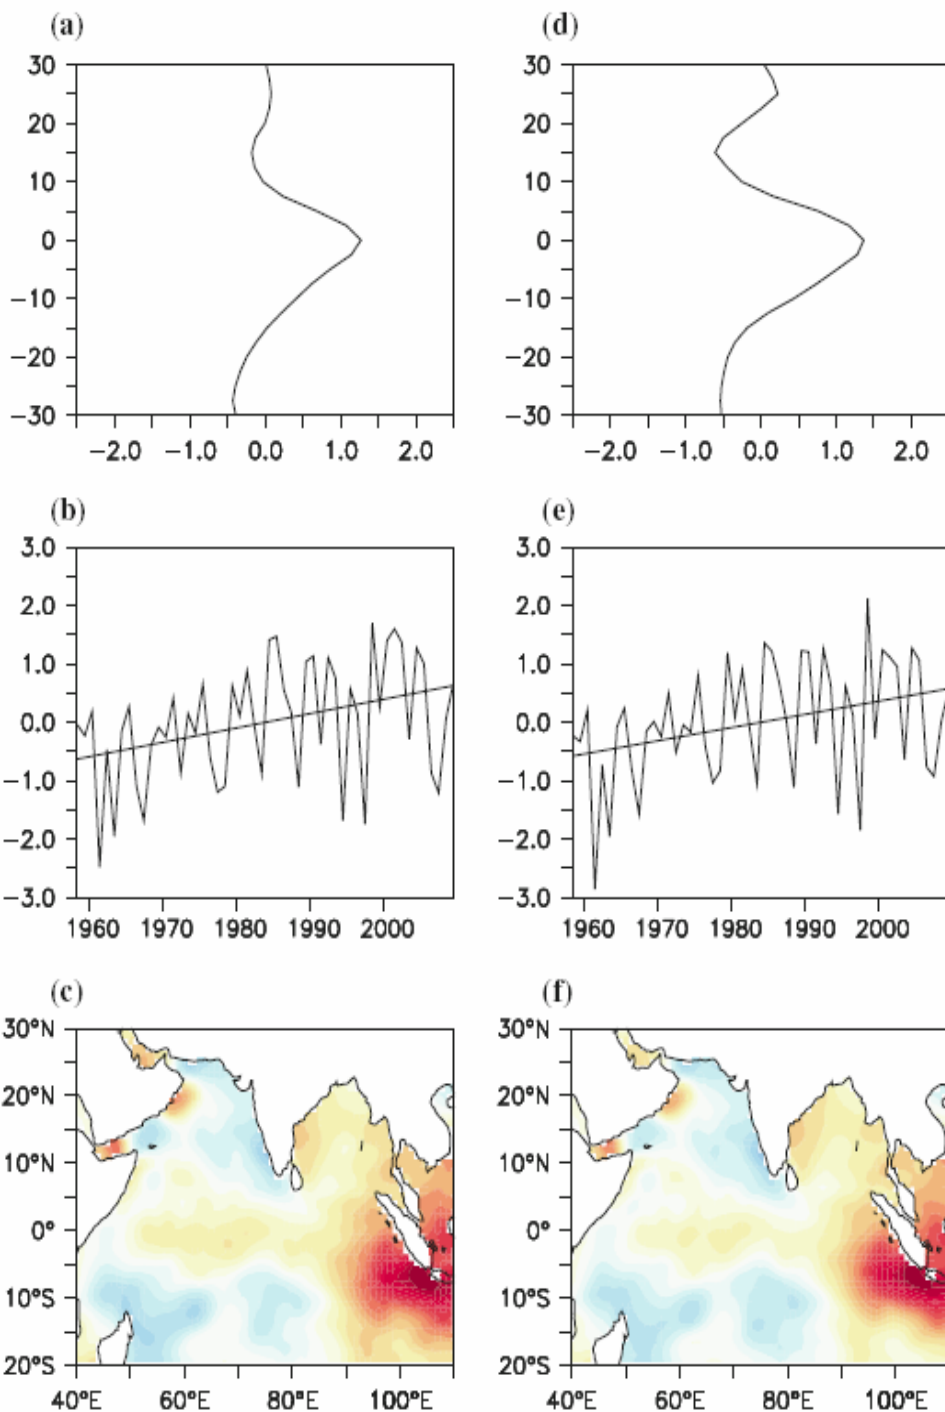 (a) (d)
30 30
20 20
10 10
0 0
−10 −10
−20 −20
−30 −30
−2.0 −1.0 0.0 1.0 2.0 −2.0 −1.0 0.0 1.0 2.0
(b) (e)
3.0 3.0
2.0 2.0
1.0 1.0
0.0 0.0
−1.0 −1.0
−2.0 −2.0
−3.0 −3.0
1960 1970 1980 1990 2000 1960 1970 1980 1990 2000
(c) (f)
30°N 30°N
20°N 20°N
10°N 10°N
0° 0°
10°S 10°S
20°S 20°S
40°E 60°E 80°E 100°E 40°E 60°E 80°E 100°E